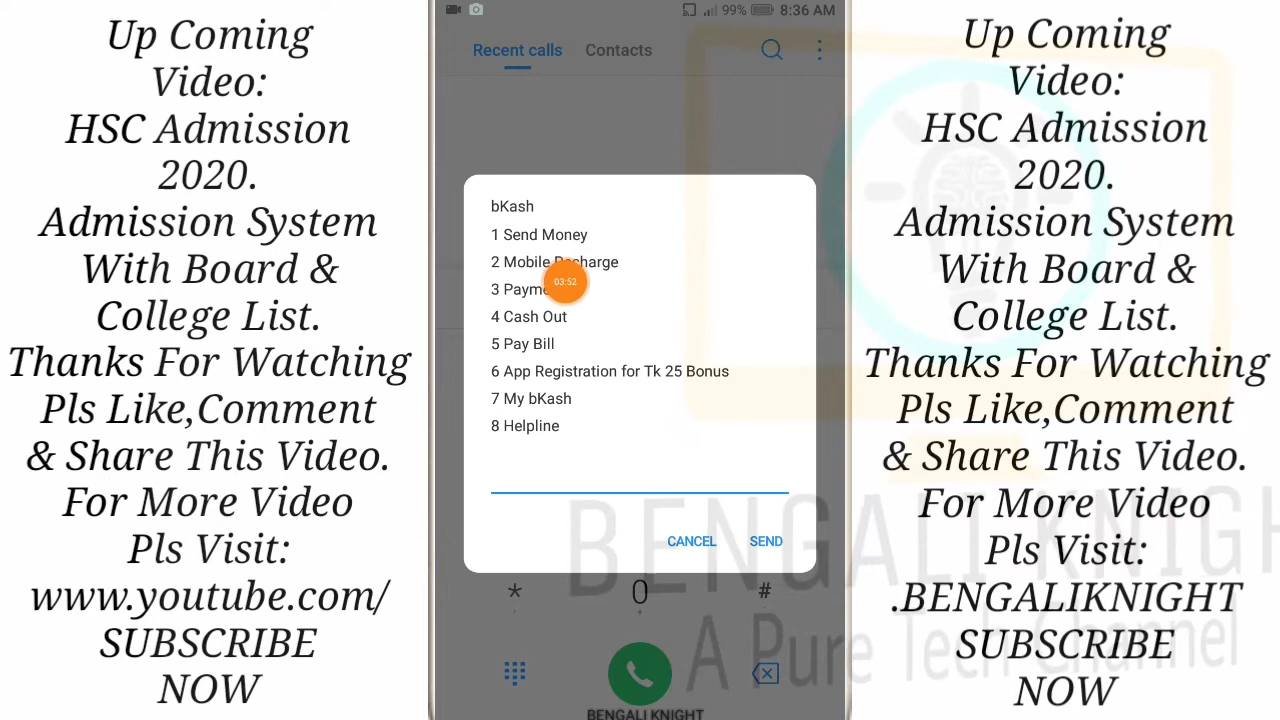 Up Coming
Video:
HSC Admission
2020.
Admission System
With Board &
College List.
Thanks For Watching
Pls Like,Comment
& Share This Video.
For More Video
Pls Visit:
www.youtube.com/
SUBSCRIBE
NOW
99% 8:36 AM
Recent calls Contacts
bKash
1 Send Money
2 Mobile Recharge
03:52
3 Payme
4 Cash Out
5 Pay Bill
6 App Registration for Tk 25 Bonus
7 My bKash
8 Helpline
CANCEL SEND
* 0 #
+
BENGALI KNIGHT
Up Coming
Video:
HSC Admission
2020.
Admission System
With Board &
College List.
Thanks For Watching
Pls Like,Comment
& Share This Video.
For More Video
Pls Visit:
.BENGALIKNIGHT
SUBSCRIBE
NOW
BENGALI KNIGH
A Pure Tech Channel